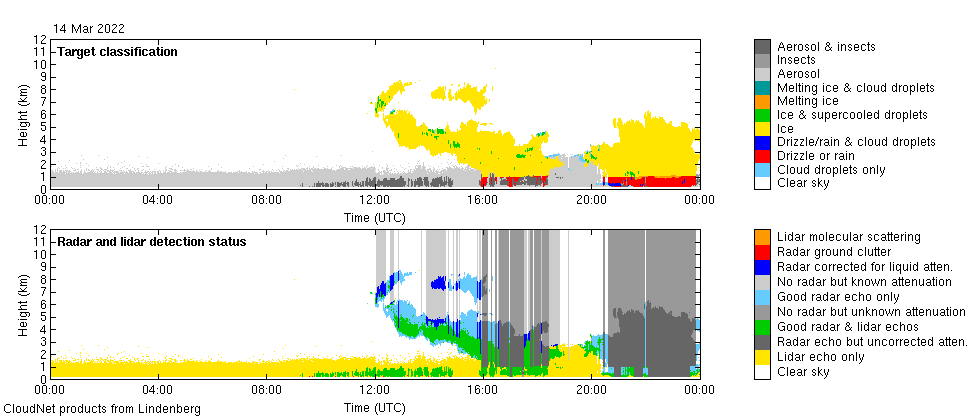 14 Mar 2022
Target classification
Height (km)
12
11
10
9
8
7
6
5
4
3
2
1
0
00:00 04:00 08:00 12:00 16:00 20:00 00:00
Time (UTC)
Aerosol & insects
Insects
Aerosol
Melting ice & cloud droplets
Melting ice
Ice & supercooled droplets
Ice
Drizzle/rain & cloud droplets
Drizzle or rain
Cloud droplets only
Clear sky
Radar and lidar detection status
Height (km)
12
11
10
9
8
7
6
5
4
3
2
1
0
00:00 04:00 08:00 12:00 16:00 20:00 00:00
Time (UTC)
Lidar molecular scattering
Radar ground clutter
Radar corrected for liquid atten.
No radar but known attenuation
Good radar echo only
No radar but unknown attenuation
Good radar & lidar echos
Radar echo but uncorrected atten.
Lidar echo only
Clear sky
CloudNet products from Lindenberg